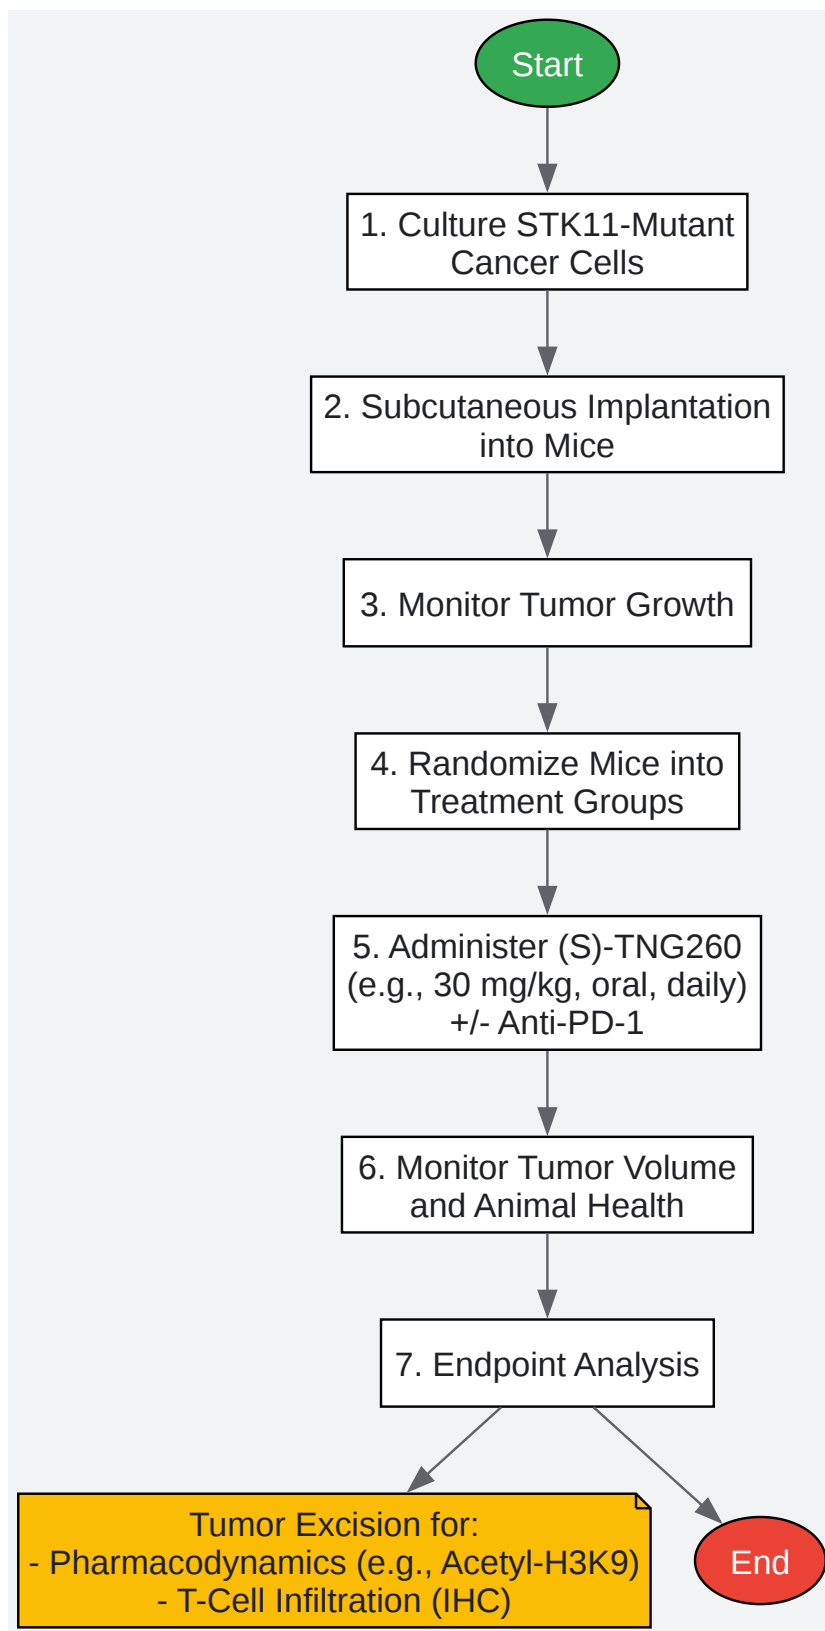 Start
1. Culture STK11-Mutant
Cancer Cells
2. Subcutaneous Implantation
into Mice
3. Monitor Tumor Growth
4. Randomize Mice into
Treatment Groups
5. Administer (S)-TNG260
(e.g., 30 mg/kg, oral, daily)
+/- Anti-PD-1
6. Monitor Tumor Volume
and Animal Health
7. Endpoint Analysis
Tumor Excision for:
- Pharmacodynamics (e.g., Acetyl-H3K9)
- T-Cell Infiltration (IHC)
End